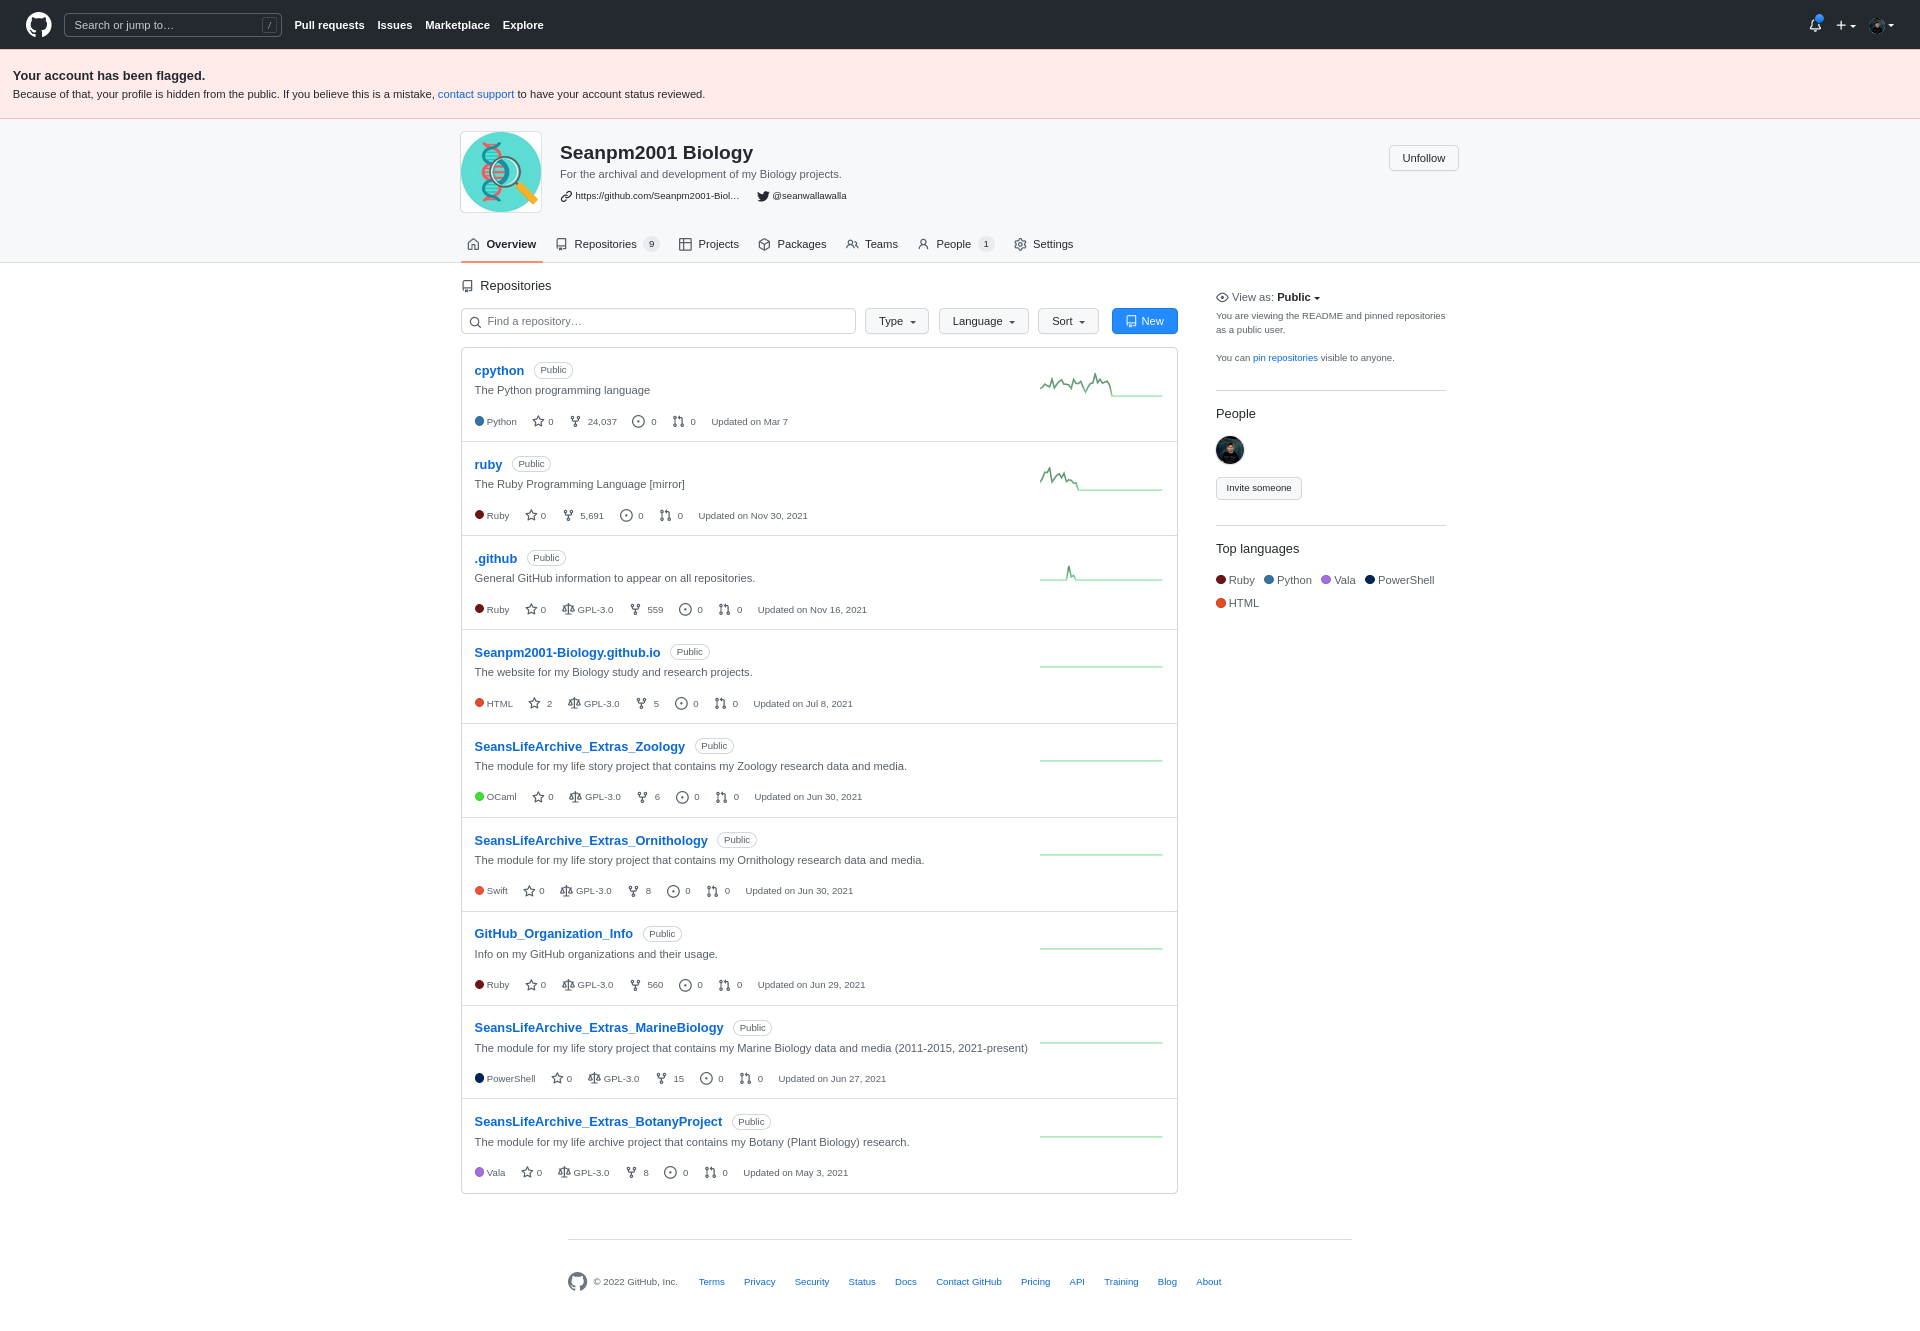 Search or jump to… /
Pull requests Issues Marketplace Explore
Your account has been flagged.
Because of that, your profile is hidden from the public. If you believe this is a mistake, contact support to have your account status reviewed.
Seanpm2001 Biology
For the archival and development of my Biology projects.
https://github.com/Seanpm2001-Biol… @seanwallawalla
Unfollow
Overview Repositories 9 Projects Packages Teams People 1 Settings
Repositories
Find a repository… Type Language Sort New
cpython Public
The Python programming language
Python 0 24,037 0 0 Updated on Mar 7
ruby Public
The Ruby Programming Language [mirror]
Ruby 0 5,691 0 0 Updated on Nov 30, 2021
.github Public
General GitHub information to appear on all repositories.
Ruby 0 GPL-3.0 559 0 0 Updated on Nov 16, 2021
Seanpm2001-Biology.github.io Public
The website for my Biology study and research projects.
HTML 2 GPL-3.0 5 0 0 Updated on Jul 8, 2021
SeansLifeArchive_Extras_Zoology Public
The module for my life story project that contains my Zoology research data and media.
OCaml 0 GPL-3.0 6 0 0 Updated on Jun 30, 2021
SeansLifeArchive_Extras_Ornithology Public
The module for my life story project that contains my Ornithology research data and media.
Swift 0 GPL-3.0 8 0 0 Updated on Jun 30, 2021
GitHub_Organization_Info Public
Info on my GitHub organizations and their usage.
Ruby 0 GPL-3.0 560 0 0 Updated on Jun 29, 2021
SeansLifeArchive_Extras_MarineBiology Public
The module for my life story project that contains my Marine Biology data and media (2011-2015, 2021-present)
PowerShell 0 GPL-3.0 15 0 0 Updated on Jun 27, 2021
SeansLifeArchive_Extras_BotanyProject Public
The module for my life archive project that contains my Botany (Plant Biology) research.
Vala 0 GPL-3.0 8 0 0 Updated on May 3, 2021
View as: Public
You are viewing the README and pinned repositories
as a public user.
You can pin repositories visible to anyone.
People
Invite someone
Top languages
Ruby Python Vala PowerShell
HTML
© 2022 GitHub, Inc. Terms Privacy Security Status Docs Contact GitHub Pricing API Training Blog About